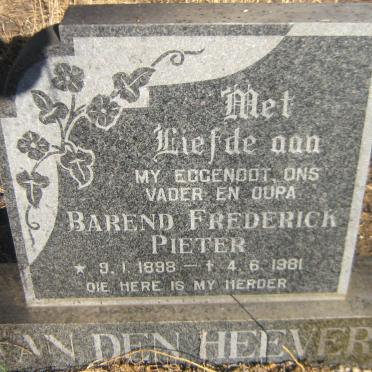 Met
Liefde aan
MY EGGENOOT, ONS
VADER EN OUPA
BAREND FREDERICK
PIETER
★ 9.1.1898 — † 4.6.1981
DIE HERE IS MY HERDER
VAN DEN HEEVER